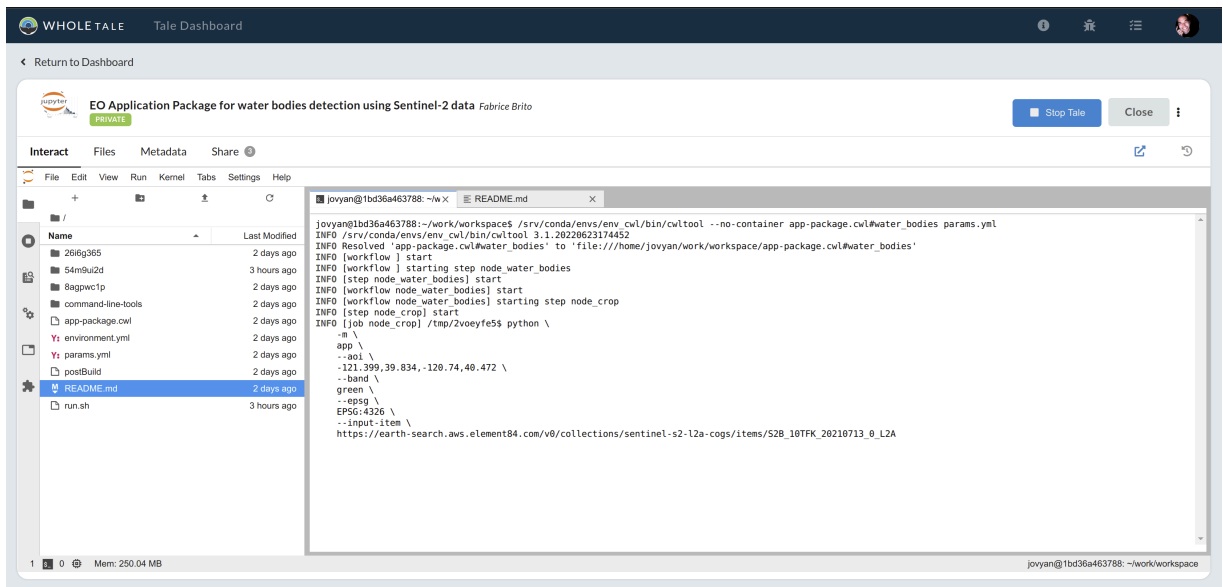 WHOLE TALE Tale Dashboard
Return to Dashboard
jupyter
EO Application Package for water bodies detection using Sentinel-2 data Fabrice Brito
PRIVATE
Stop Tale
Close
Interact Files Metadata Share 3
File Edit View Run Kernel Tabs Settings Help
/
Name Last Modified
26i6g365 2 days ago
54m9ui2d 3 hours ago
8agpwc1p 2 days ago
command-line-tools 2 days ago
app-package.cwl 2 days ago
Y: environment.yml 2 days ago
Y: params.yml 2 days ago
postBuild 2 days ago
README.md 2 days ago
run.sh 3 hours ago
jovyan@1bd36a463788: ~/w
README.md
jovyan@1bd36a463788:~/work/workspace$ /srv/conda/envs/env_cwl/bin/cwltool --no-container app-package.cwl#water_bodies params.yml
INFO /srv/conda/envs/env_cwl/bin/cwltool 3.1.20220623174452
INFO Resolved 'app-package.cwl#water_bodies' to 'file:///home/jovyan/work/workspace/app-package.cwl#water_bodies'
INFO [workflow ] start
INFO [workflow ] starting step node_water_bodies
INFO [step node_water_bodies] start
INFO [workflow node_water_bodies] start
INFO [workflow node_water_bodies] starting step node_crop
INFO [step node_crop] start
INFO [job node_crop] /tmp/2voeyfe5$ python \
-m \
app \
--aoi \
-121.399,39.834,-120.74,40.472 \
--band \
green \
--epsg \
EPSG:4326 \
--input-item \
https://earth-search.aws.element84.com/v0/collections/sentinel-s2-l2a-cogs/items/S2B_10TFK_20210713_0_L2A
1 0 Mem: 250.04 MB
jovyan@1bd36a463788: ~/work/workspace